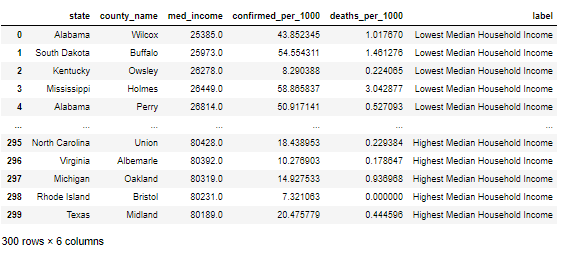 state county_name med_income confirmed_per_1000 deaths_per_1000 label
0 Alabama Wilcox 25385.0 43.852345 1.017670 Lowest Median Household Income
1 South Dakota Buffalo 25973.0 54.554311 1.461276 Lowest Median Household Income
2 Kentucky Owsley 26278.0 8.290388 0.224065 Lowest Median Household Income
3 Mississippi Holmes 26449.0 58.865837 3.042877 Lowest Median Household Income
4 Alabama Perry 26814.0 50.917141 0.527093 Lowest Median Household Income
... ... ... ... ... ... ...
295 North Carolina Union 80428.0 18.438953 0.229384 Highest Median Household Income
296 Virginia Albemarle 80392.0 10.276903 0.178647 Highest Median Household Income
297 Michigan Oakland 80319.0 14.927533 0.936968 Highest Median Household Income
298 Rhode Island Bristol 80231.0 7.321063 0.000000 Highest Median Household Income
299 Texas Midland 80189.0 20.475779 0.444596 Highest Median Household Income
300 rows × 6 columns